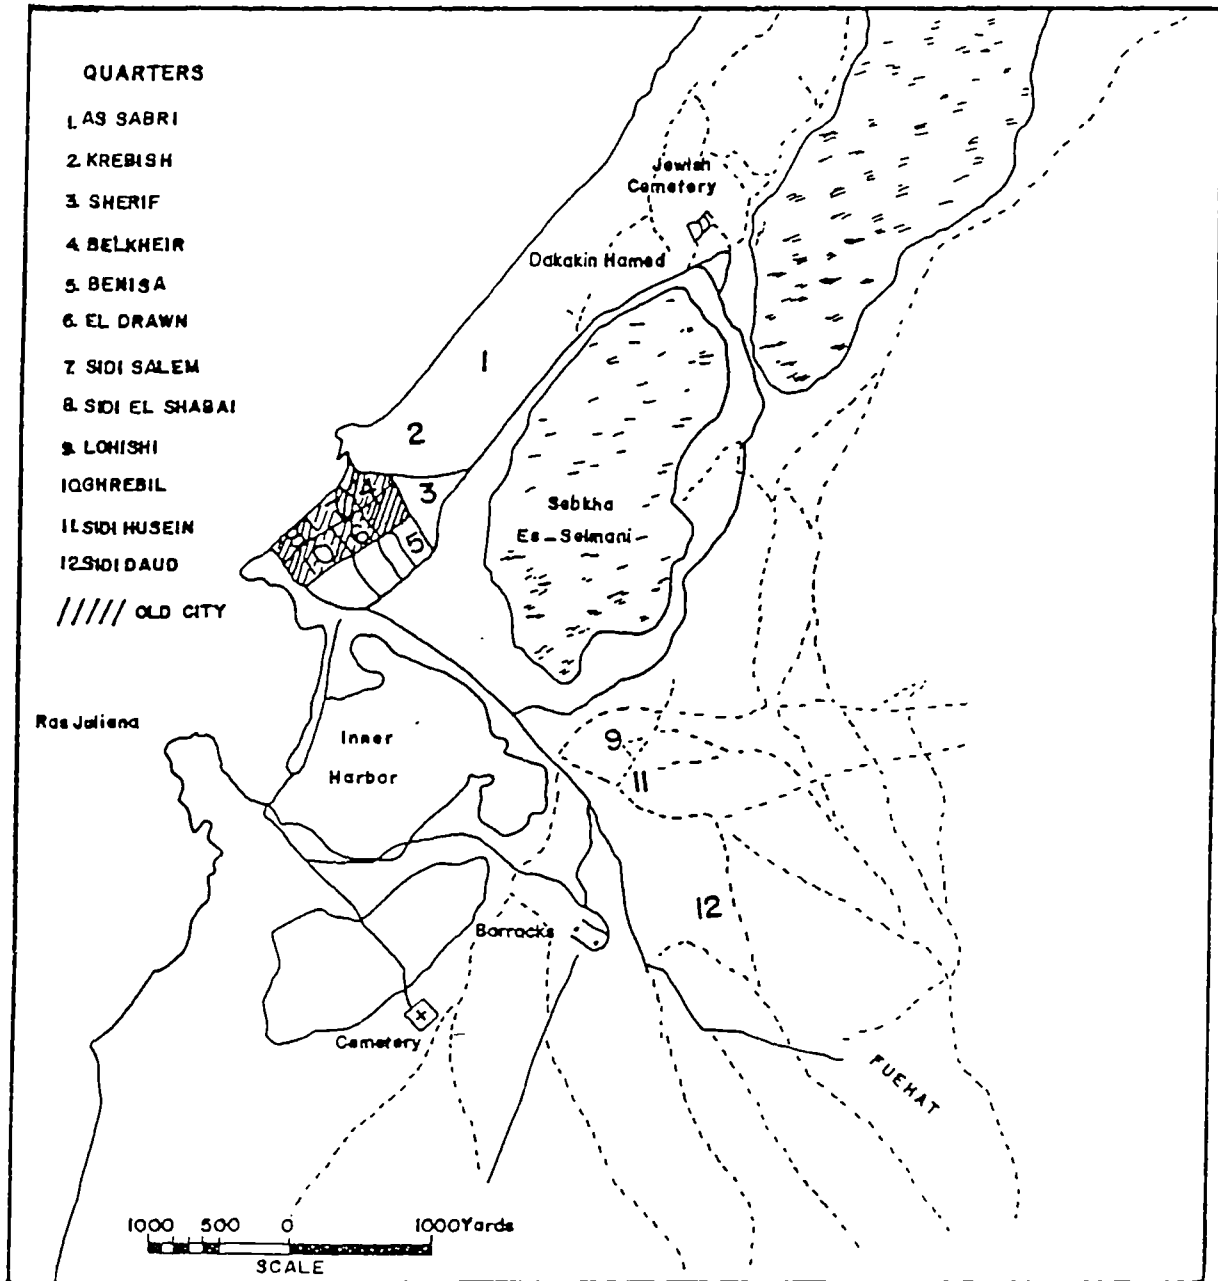 QUARTERS
1. AS SABRI
2. KREBISH
3. SHERIF
4. BELKHEIR
5. BENISA
6. EL DRAWN
7. SIDI SALEM
8. SIDI EL SHABAI
9. LOHISHI
10. GHREBIL
11. SIDI HUSEIN
12 SIDI DAUD
///// OLD CITY
Jewish
Cemetery
Dakakin Hamed
1
2
4
3
6
5
8
Sebkha
Es-Selmani
Ras Juliana
Inner
Harbor
9
11
12
Barracks
Cemetery
FUEHAT
1000 500 0 1000 Yards
SCALE